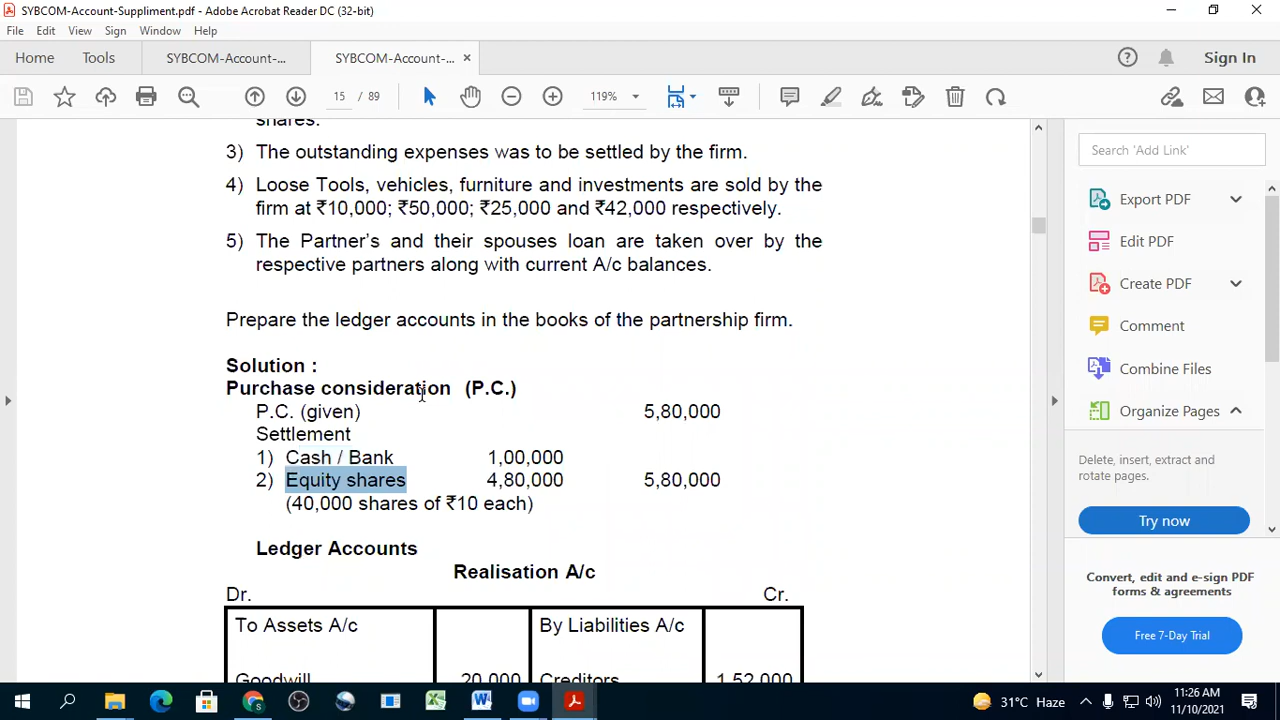 SYBCOM-Account-Suppliment.pdf - Adobe Acrobat Reader DC (32-bit)
File Edit View Sign Window Help
Home Tools SYBCOM-Account-... SYBCOM-Account-... × Sign In
15 / 89 119%
shares.
3) The outstanding expenses was to be settled by the firm.
4) Loose Tools, vehicles, furniture and investments are sold by the
firm at ₹10,000; ₹50,000; ₹25,000 and ₹42,000 respectively.
5) The Partner's and their spouses loan are taken over by the
respective partners along with current A/c balances.
Prepare the ledger accounts in the books of the partnership firm.
Solution :
Purchase consideration (P.C.)
P.C. (given) 5,80,000
Settlement
1) Cash / Bank 1,00,000
2) Equity shares 4,80,000 5,80,000
(40,000 shares of ₹10 each)
Ledger Accounts
Realisation A/c
Dr. Cr.
To Assets A/c By Liabilities A/c
Goodwill 20,000 Creditors 1,52,000
Search 'Add Link'
Export PDF
Edit PDF
Create PDF
Comment
Combine Files
Organize Pages
Delete, insert, extract and
rotate pages.
Try now
Convert, edit and e-sign PDF
forms & agreements
Free 7-Day Trial
31°C Haze 11:26 AM
11/10/2021